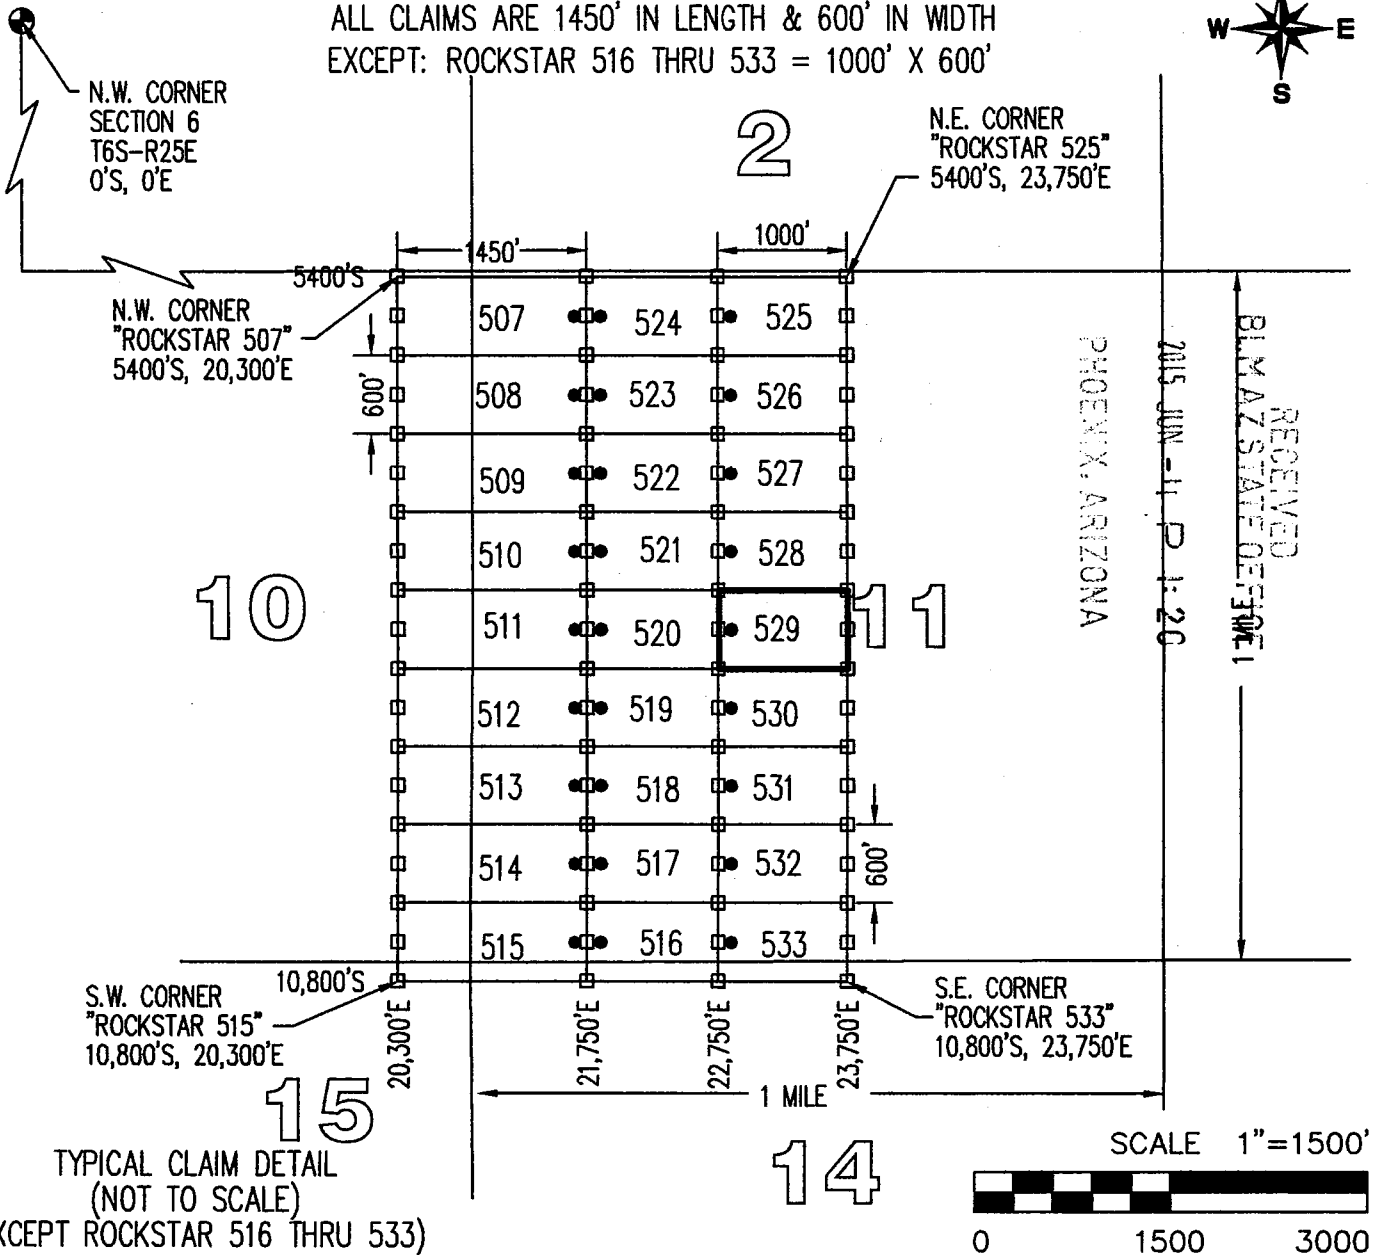 ALL CLAIMS ARE 1450' IN LENGTH & 600' IN WIDTH
EXCEPT: ROCKSTAR 516 THRU 533 = 1000' X 600'
W E
S
N.W. CORNER
SECTION 6
T6S-R25E
0'S, 0'E
2
N.E. CORNER
"ROCKSTAR 525"
5400'S, 23,750'E
1450'
1000'
5400'S
N.W. CORNER
"ROCKSTAR 507"
5400'S, 20,300'E
600'
507 524 525
508 523 526
509 522 527
510 521 528
511 520 529
512 519 530
513 518 531
514 517 532
515 516 533
10
11
600'
RECEIVED
BLM AZ STATE OFFICE
2015 JUN -4 P 1:26
PHOENIX, ARIZONA
1 MILE
10,800'S
S.W. CORNER
"ROCKSTAR 515"
10,800'S, 20,300'E
20,300'E
21,750'E
22,750'E
23,750'E
S.E. CORNER
"ROCKSTAR 533"
10,800'S, 23,750'E
1 MILE
15
14
TYPICAL CLAIM DETAIL
(NOT TO SCALE)
XCEPT ROCKSTAR 516 THRU 533)
SCALE 1"=1500'
0 1500 3000